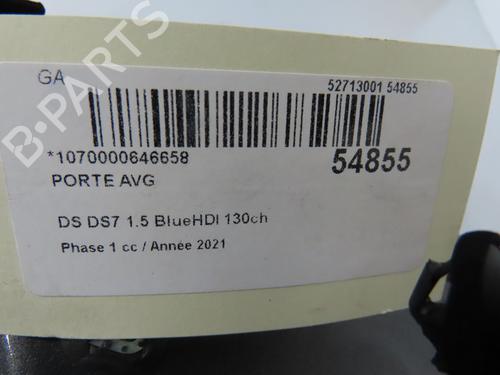 GA
52713001 54855
*1070000646658
54855
PORTE AVG
DS DS7 1.5 BlueHDI 130ch
Phase 1 cc / Année 2021
B-PARTS